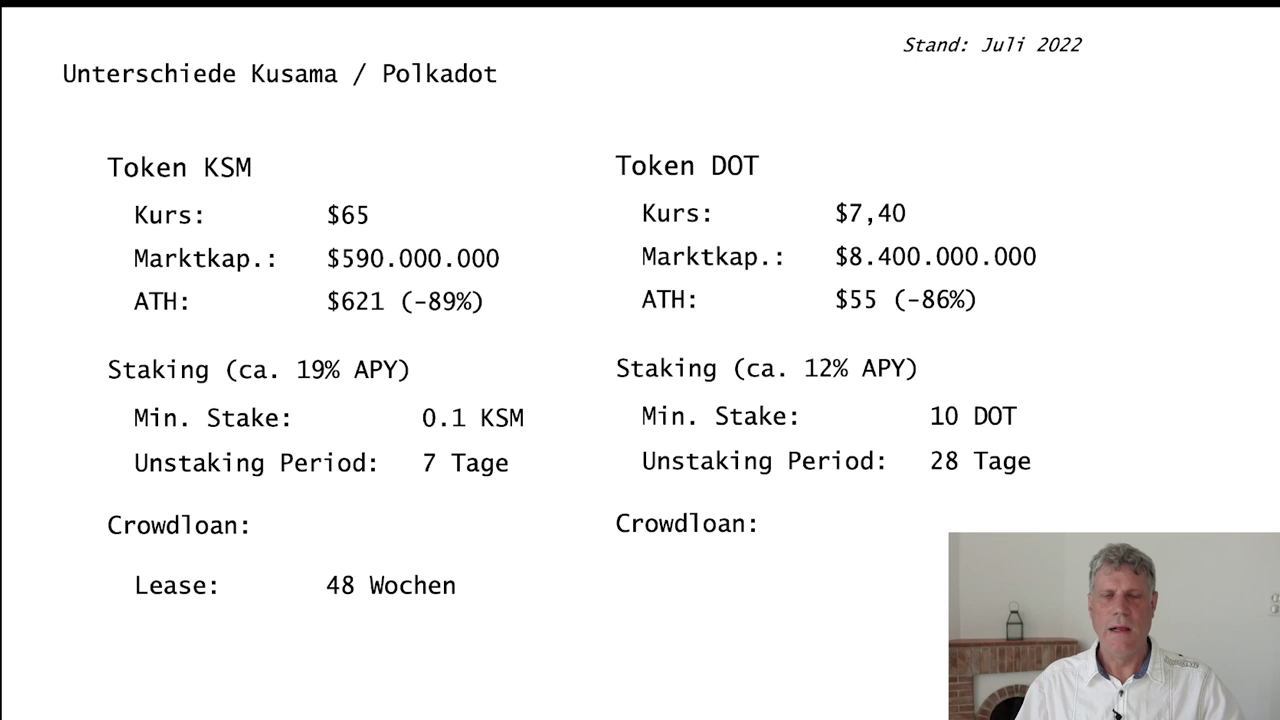 Stand: Juli 2022
Unterschiede Kusama / Polkadot
Token KSM
Kurs: $65
Marktkap.: $590.000.000
ATH: $621 (-89%)
Staking (ca. 19% APY)
Min. Stake: 0.1 KSM
Unstaking Period: 7 Tage
Crowdloan:
Lease: 48 Wochen
Token DOT
Kurs: $7,40
Marktkap.: $8.400.000.000
ATH: $55 (-86%)
Staking (ca. 12% APY)
Min. Stake: 10 DOT
Unstaking Period: 28 Tage
Crowdloan: